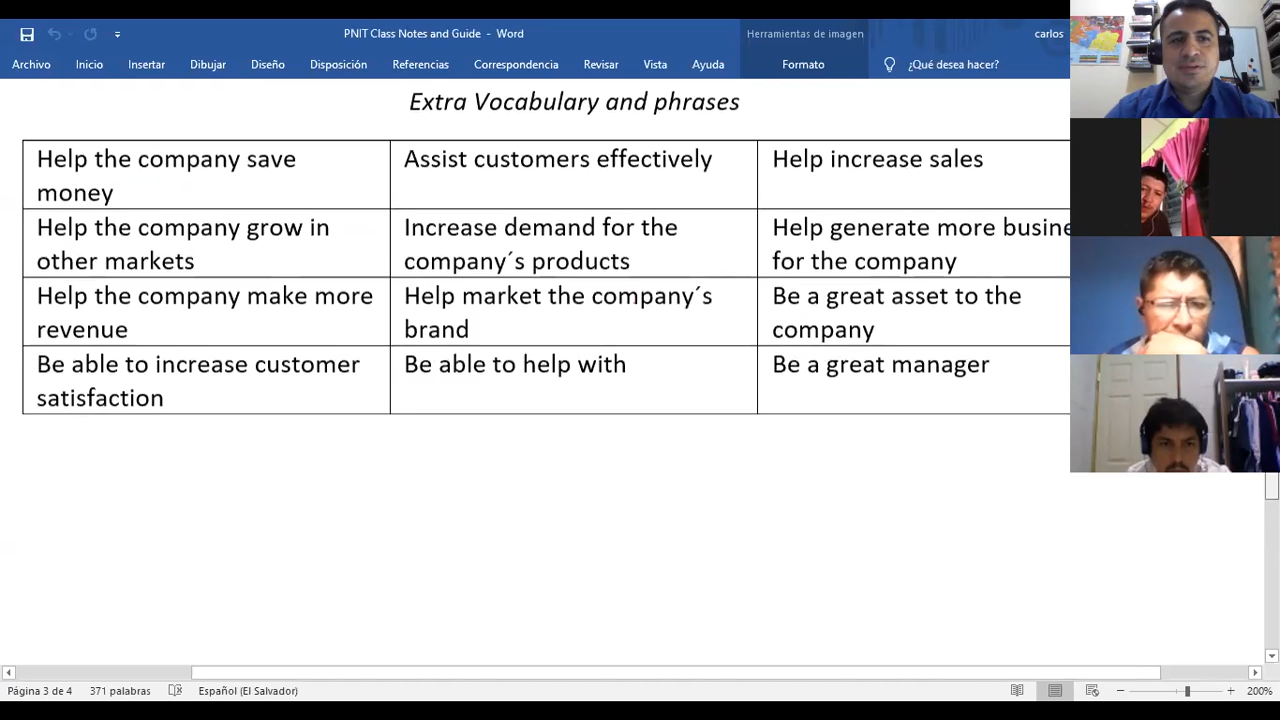 PNIT Class Notes and Guide - Word
Herramientas de imagen
carlos
Archivo Inicio Insertar Dibujar Diseño Disposición Referencias Correspondencia Revisar Vista Ayuda Formato ¿Qué desea hacer?
Extra Vocabulary and phrases
Help the company save
money
Assist customers effectively
Help increase sales
Help the company grow in
other markets
Increase demand for the
company´s products
Help generate more busine
for the company
Help the company make more
revenue
Help market the company´s
brand
Be a great asset to the
company
Be able to increase customer
satisfaction
Be able to help with
Be a great manager
Página 3 de 4 371 palabras Español (El Salvador) 200%